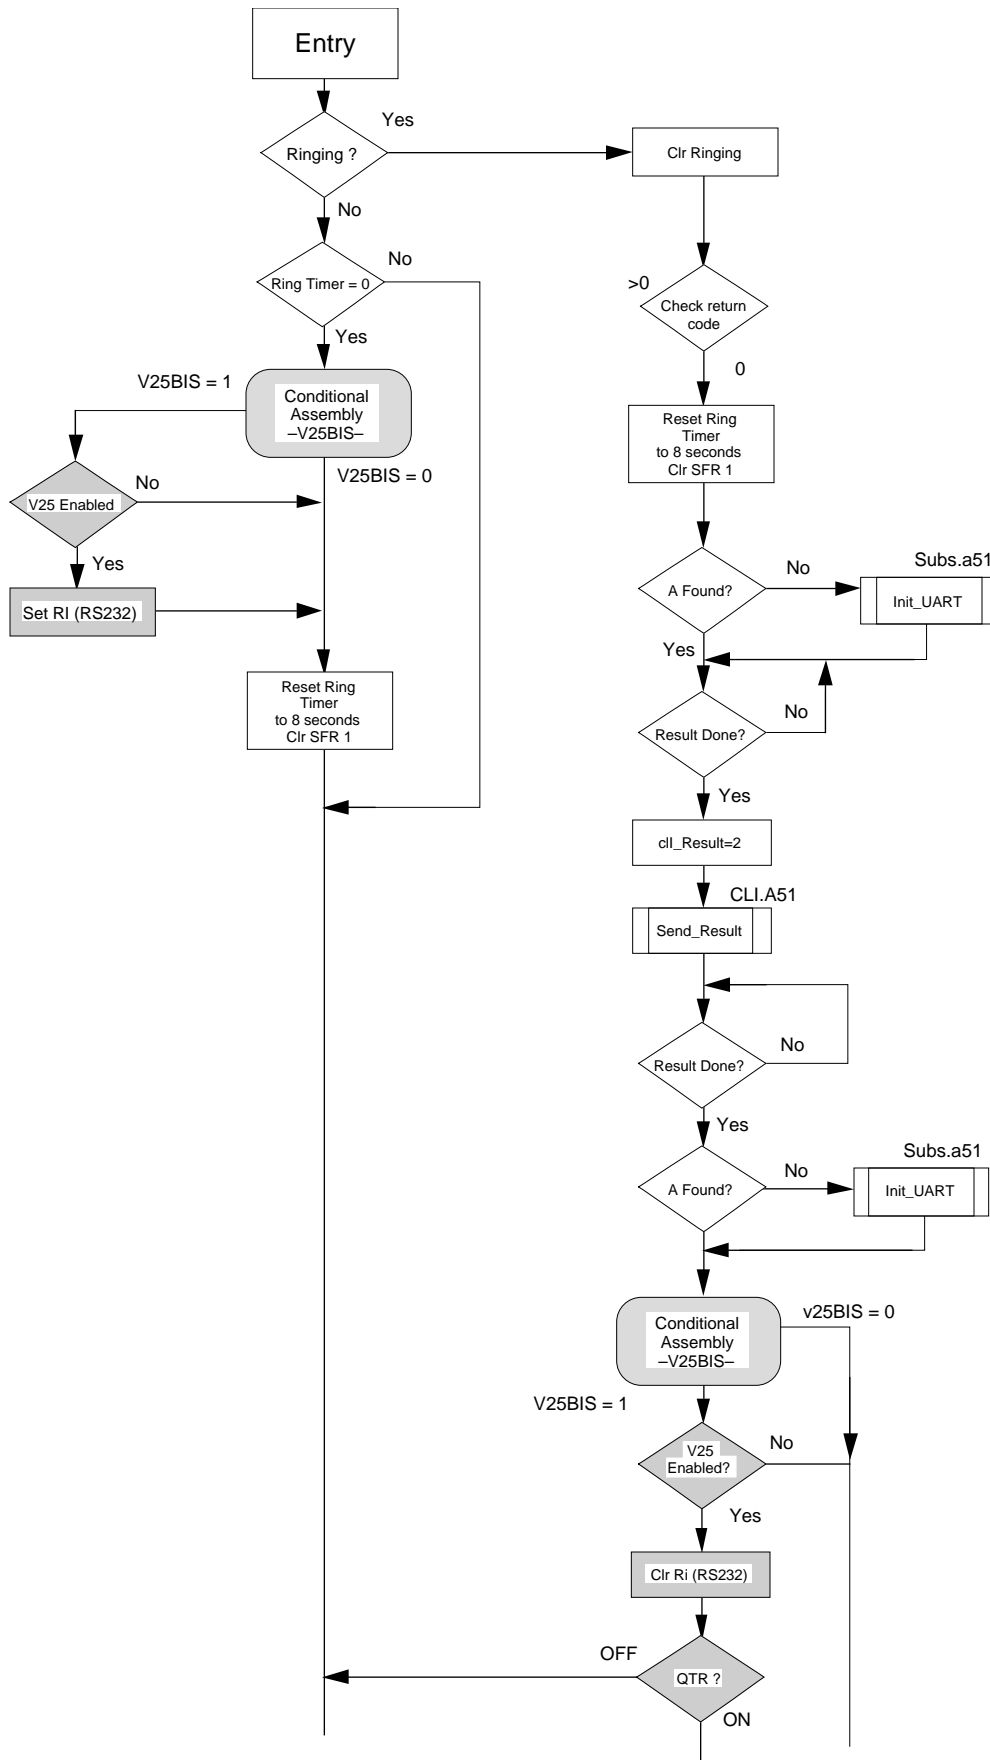 Entry
Yes
Ringing ?
Clr Ringing
No
No
Ring Timer = 0
>0
Check return
code
Yes
V25BIS = 1
0
Conditional
Assembly
–V25BIS–
Reset Ring
Timer
to 8 seconds
Clr SFR 1
V25BIS = 0
No
V25 Enabled
Yes
Subs.a51
No
A Found?
Init_UART
Set RI (RS232)
Yes
Reset Ring
Timer
to 8 seconds
Clr SFR 1
No
Result Done?
Yes
clI_Result=2
CLI.A51
Send_Result
No
Result Done?
Yes
Subs.a51
No
A Found?
Init_UART
v25BIS = 0
Conditional
Assembly
–V25BIS–
V25BIS = 1
V25
Enabled?
No
Yes
Clr Ri (RS232)
OFF
QTR ?
ON